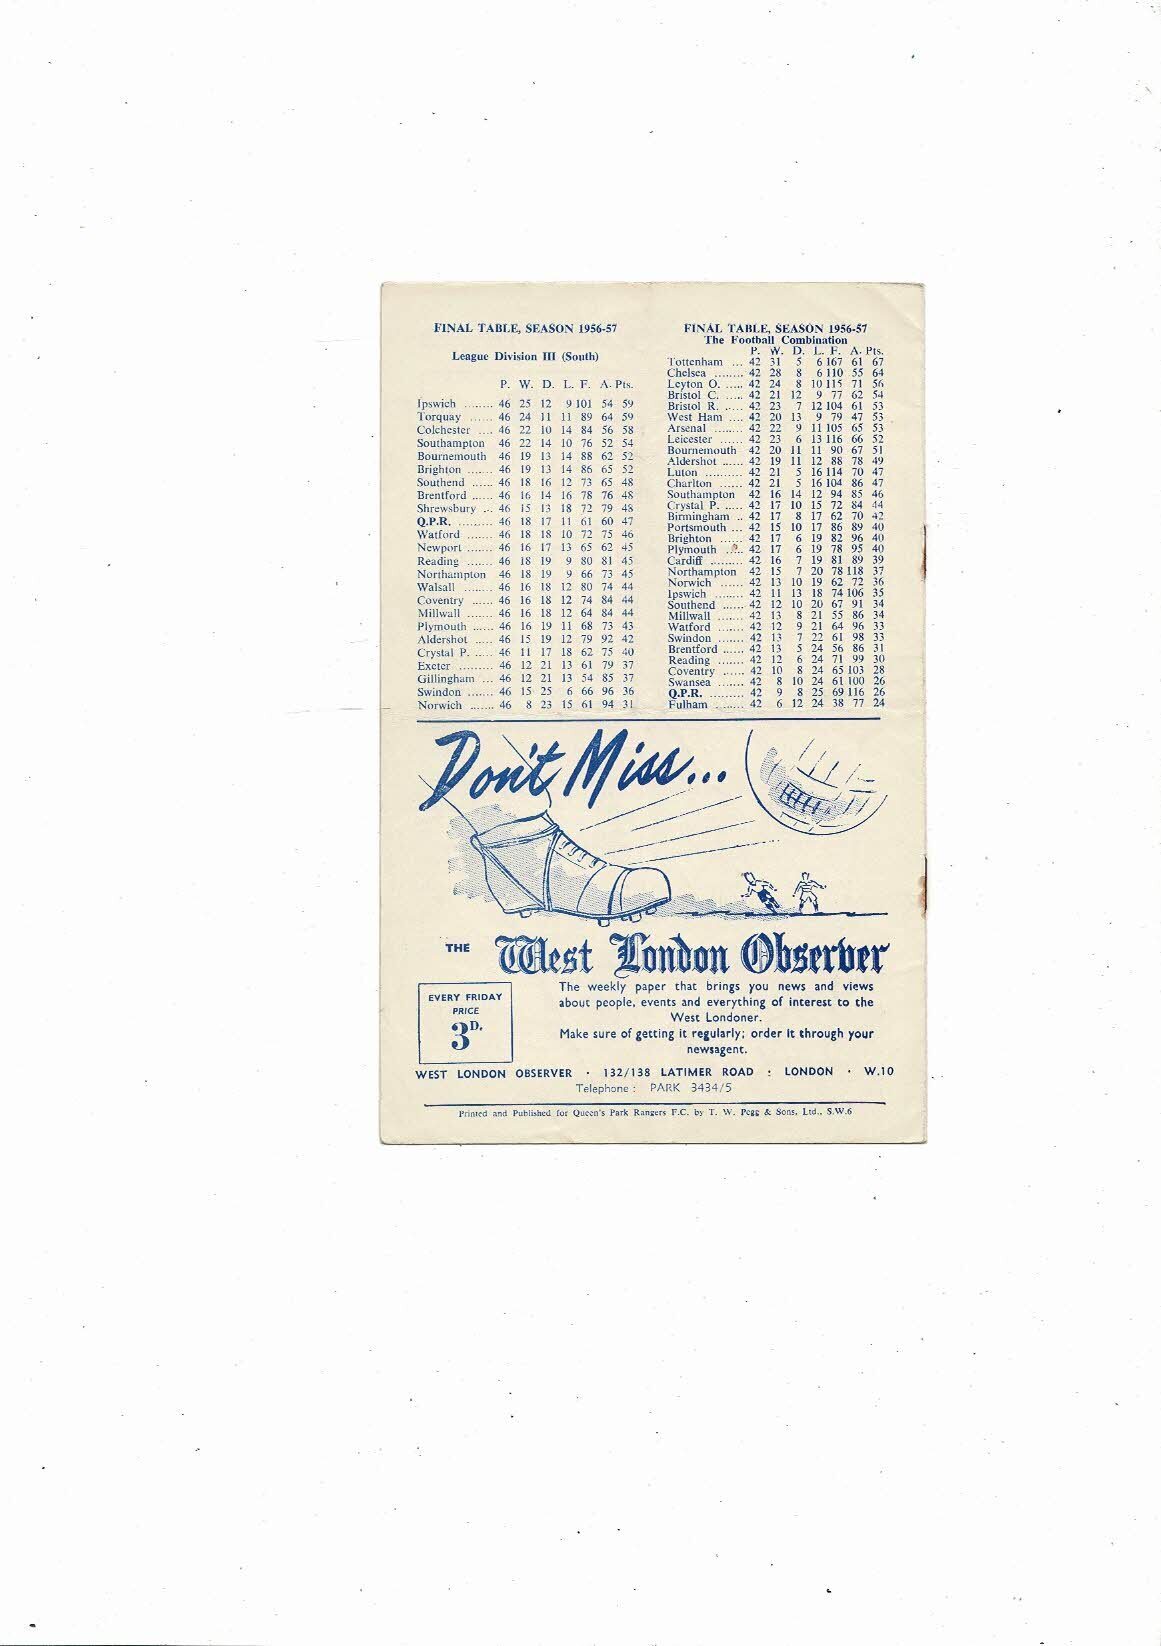 FINAL TABLE, SEASON 1956-57
League Division III (South)
P. W. D. L. F. A. Pts.
Ipswich ........ 46 25 12 9 101 54 59
Torquay ...... 46 24 11 11 89 64 59
Colchester .... 46 22 10 14 84 56 58
Southampton 46 22 14 10 76 52 54
Bournemouth 46 19 13 14 88 62 52
Brighton ....... 46 19 13 14 86 65 52
Southend ...... 46 18 16 12 73 65 48
Brentford ...... 46 16 14 16 78 76 48
Shrewsbury ... 46 15 13 18 72 79 48
Q.P.R. .......... 46 18 17 11 61 60 47
Watford ....... 46 18 18 10 72 75 46
Newport ....... 46 16 17 13 65 62 45
Reading ....... 46 18 19 9 80 81 45
Northampton 46 18 19 9 66 73 45
Walsall ........ 46 16 18 12 80 74 44
Coventry ...... 46 16 18 12 74 84 44
Millwall ....... 46 16 18 12 64 84 44
Plymouth ..... 46 16 19 11 68 73 43
Aldershot ..... 46 15 19 12 79 92 42
Crystal P. ..... 46 11 17 18 62 75 40
Exeter ......... 46 12 21 13 61 79 37
Gillingham ... 46 12 21 13 54 85 37
Swindon ....... 46 15 25 6 66 96 36
Norwich ...... 46 8 23 15 61 94 31
FINAL TABLE, SEASON 1956-57
The Football Combination
P. W. D. L. F. A. Pts.
Tottenham ... 42 31 5 6 167 61 67
Chelsea ........ 42 28 8 6 110 55 64
Leyton O. ..... 42 24 8 10 115 71 56
Bristol C. ..... 42 21 12 9 77 62 54
Bristol R. ..... 42 23 7 12 104 61 53
West Ham .... 42 20 13 9 79 47 53
Arsenal ........ 42 22 9 11 105 65 53
Leicester ...... 42 23 6 13 116 66 52
Bournemouth 42 20 11 11 90 67 51
Aldershot ..... 42 19 11 12 88 78 49
Luton .......... 42 21 5 16 114 70 47
Charlton ...... 42 21 5 16 104 86 47
Southampton 42 16 14 12 94 85 46
Crystal P. ..... 42 17 10 15 72 84 44
Birmingham .. 42 17 8 17 62 70 42
Portsmouth ... 42 15 10 17 86 89 40
Brighton ...... 42 17 6 19 82 96 40
Plymouth ..... 42 17 6 19 78 95 40
Cardiff ......... 42 16 7 19 81 89 39
Northampton 42 15 7 20 78 118 37
Norwich ...... 42 13 10 19 62 72 36
Ipswich ........ 42 11 13 18 74 106 35
Southend ...... 42 12 10 20 67 91 34
Millwall ....... 42 13 8 21 55 86 34
Watford ....... 42 12 9 21 64 96 33
Swindon ....... 42 13 7 22 61 98 33
Brentford ...... 42 13 5 24 56 86 31
Reading ....... 42 12 6 24 71 99 30
Coventry ...... 42 10 8 24 65 103 28
Swansea ....... 42 8 10 24 61 100 26
Q.P.R. ......... 42 9 8 25 69 116 26
Fulham ........ 42 6 12 24 38 77 24
Don't Miss...
THE West London Observer
EVERY FRIDAY
PRICE
3D.
The weekly paper that brings you news and views
about people, events and everything of interest to the
West Londoner.
Make sure of getting it regularly; order it through your
newsagent.
WEST LONDON OBSERVER · 132/138 LATIMER ROAD : LONDON · W.10
Telephone : PARK 3434/5
Printed and Published for Queen's Park Rangers F.C. by T. W. Pegg & Sons, Ltd., S.W.6